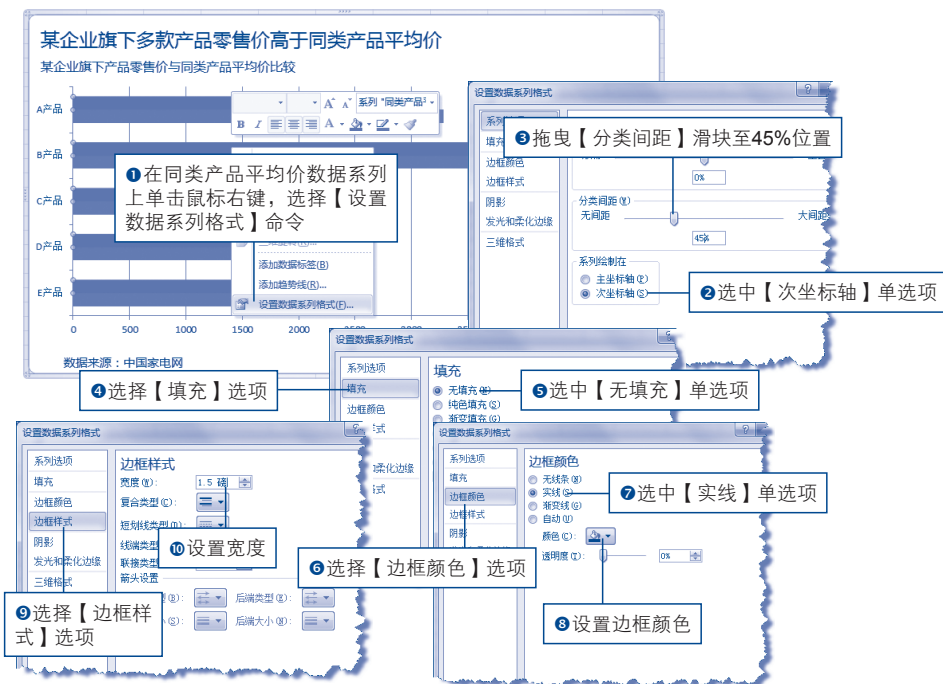 某企业旗下多款产品零售价高于同类产品平均价
某企业旗下产品零售价与同类产品平均价比较
系列 "同类产品
B I A
A产品
B产品
C产品
D产品
E产品
❶在同类产品平均价数据系列
上单击鼠标右键，选择【设置
数据系列格式】命令
添加数据标签(B)
添加趋势线(R)...
设置数据系列格式(F)...
0 500 1000 1500 2000
数据来源：中国家电网
设置数据系列格式
❸拖曳【分类间距】滑块至45%位置
边框颜色
边框样式
阴影
发光和柔化边缘
三维格式
0%
分类间距(W)
无间距 大间距
45%
系列绘制在
主坐标轴(P)
次坐标轴(S)
❷选中【次坐标轴】单选项
设置数据系列格式
系列选项
填充
边框颜色
填充
无填充(N)
纯色填充(S)
渐变填充(G)
❹选择【填充】选项
❺选中【无填充】单选项
设置数据系列格式
系列选项
填充
边框颜色
边框样式
阴影
发光和柔化边缘
三维格式
边框样式
宽度(W): 1.5 磅
复合类型(C):
短划线类型(D):
线端类型
联接类型
箭头设置
后端类型(E):
后端大小(N):
❿设置宽度
❾选择【边框样
式】选项
设置数据系列格式
系列选项
填充
边框颜色
边框样式
阴影
边框颜色
无线条(N)
实线(S)
渐变线(G)
自动(U)
颜色(C):
透明度(T): 0%
❼选中【实线】单选项
❻选择【边框颜色】选项
❽设置边框颜色